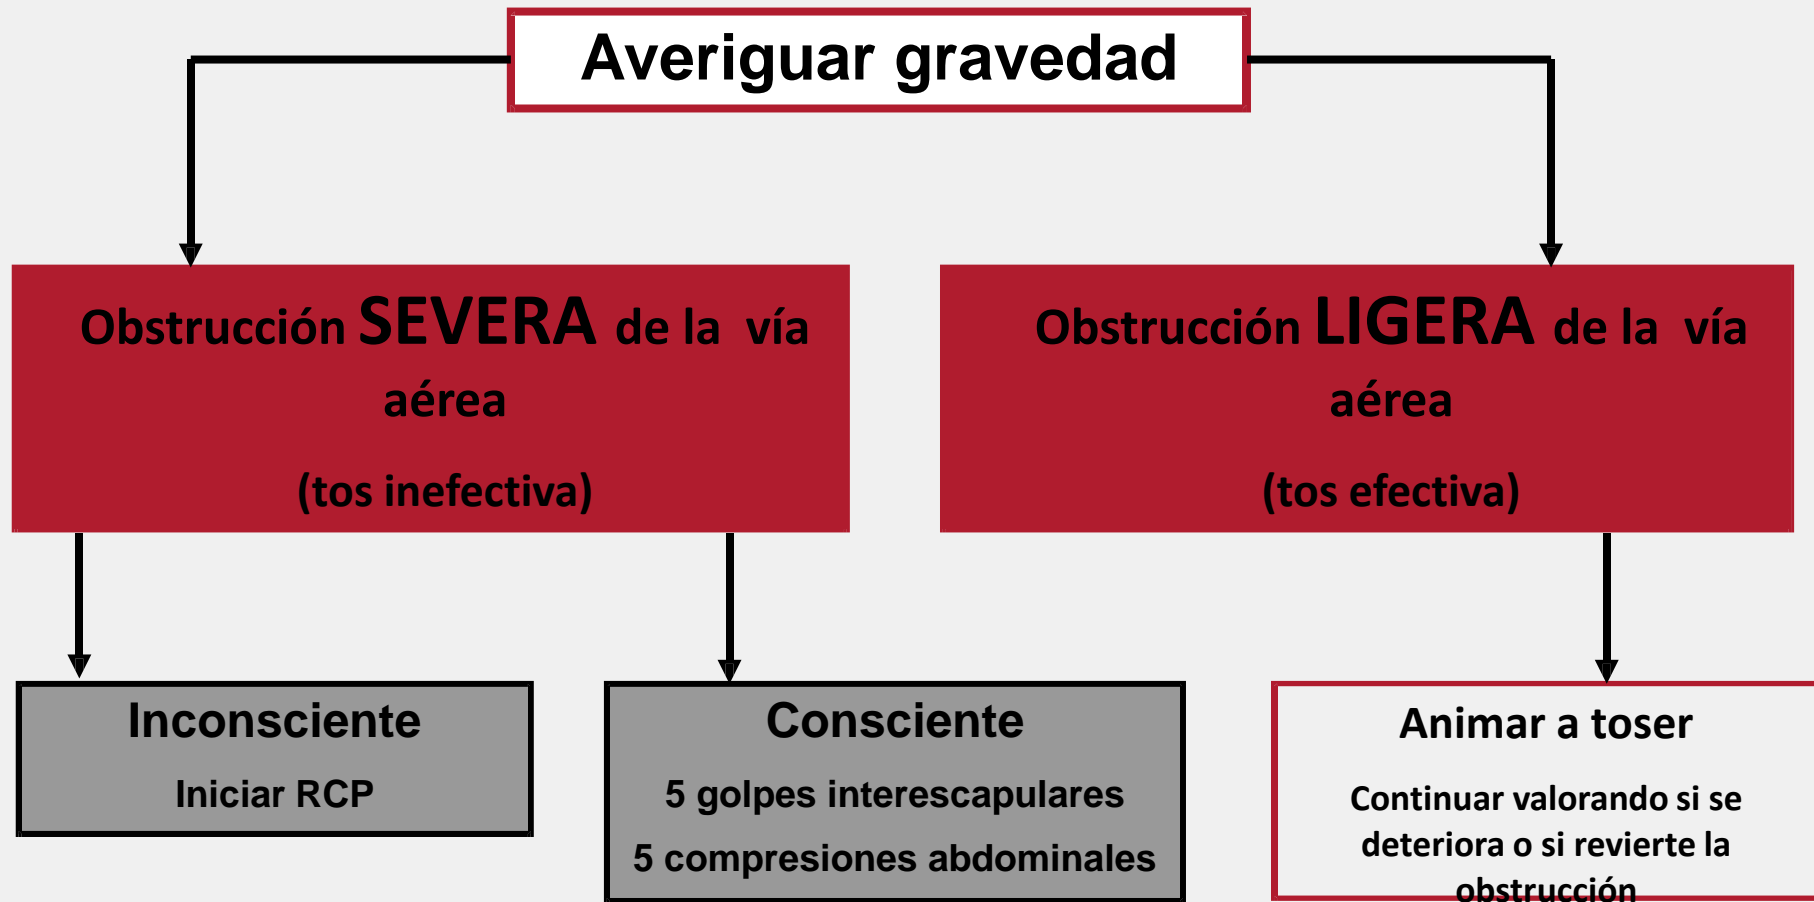 Averiguar gravedad
Obstrucción SEVERA de la vía
aérea
(tos inefectiva)
Obstrucción LIGERA de la vía
aérea
(tos efectiva)
Inconsciente
Iniciar RCP
Consciente
5 golpes interescapulares
5 compresiones abdominales
Animar a toser
Continuar valorando si se
deteriora o si revierte la
obstrucción